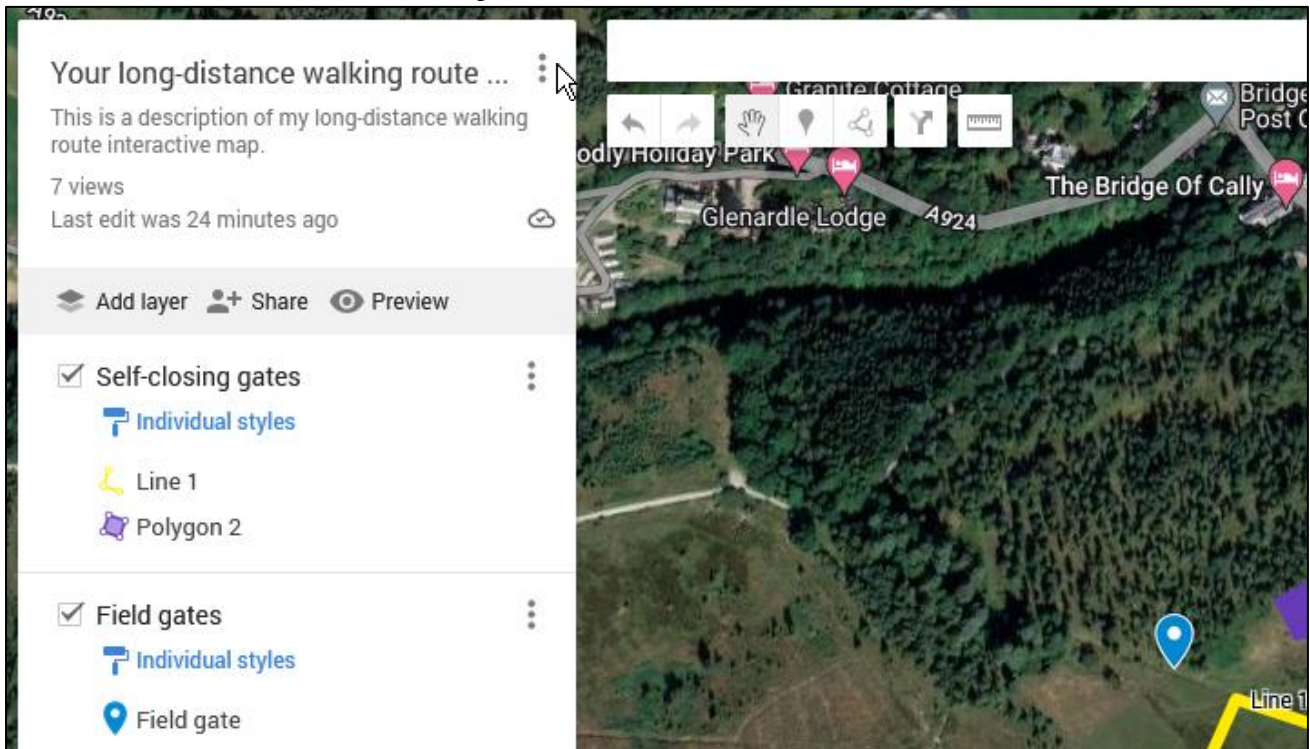 Your long-distance walking route ...
This is a description of my long-distance walking
route interactive map.
7 views
Last edit was 24 minutes ago
Add layer Share Preview
Self-closing gates
Individual styles
Line 1
Polygon 2
Field gates
Individual styles
Field gate
Granite Cottage
Bridge
Post
odly Holiday Park
The Bridge Of Cally
Glenardle Lodge
A924
Line 1